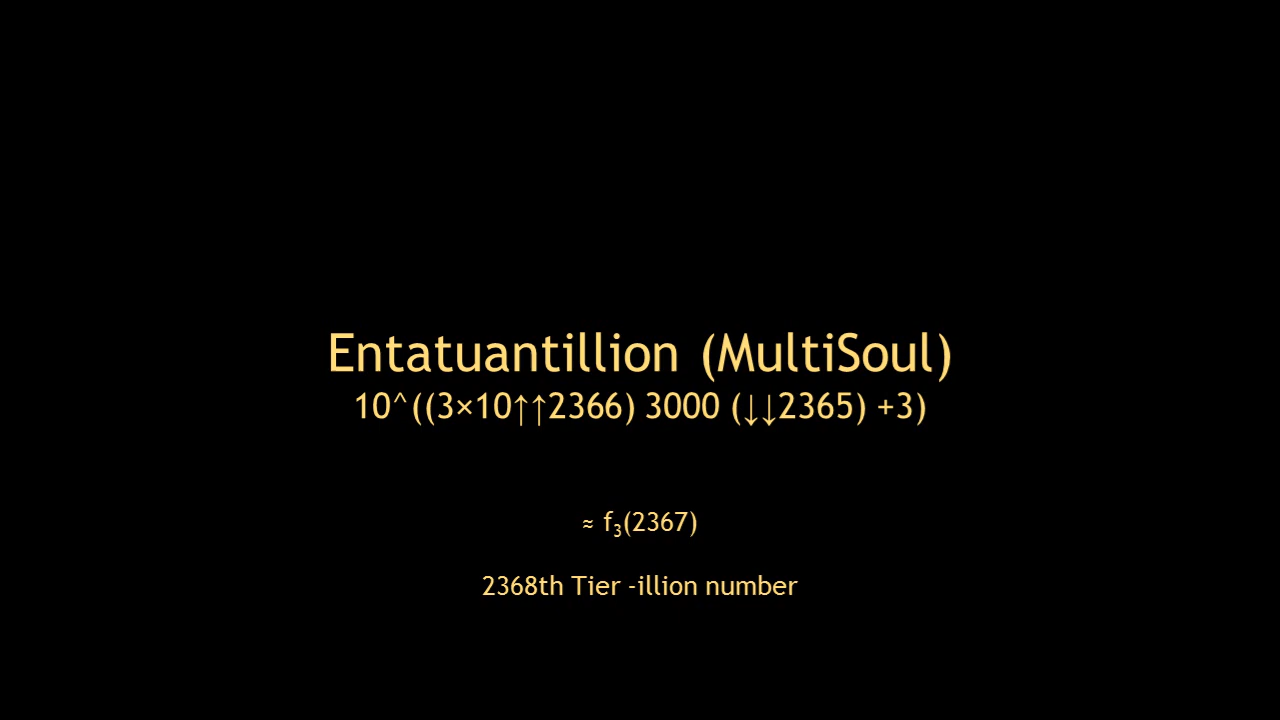 Entatuantillion (MultiSoul)
10^((3×10↑↑2366) 3000 (↓↓2365) +3)
≈ f₃(2367)
2368th Tier -illion number